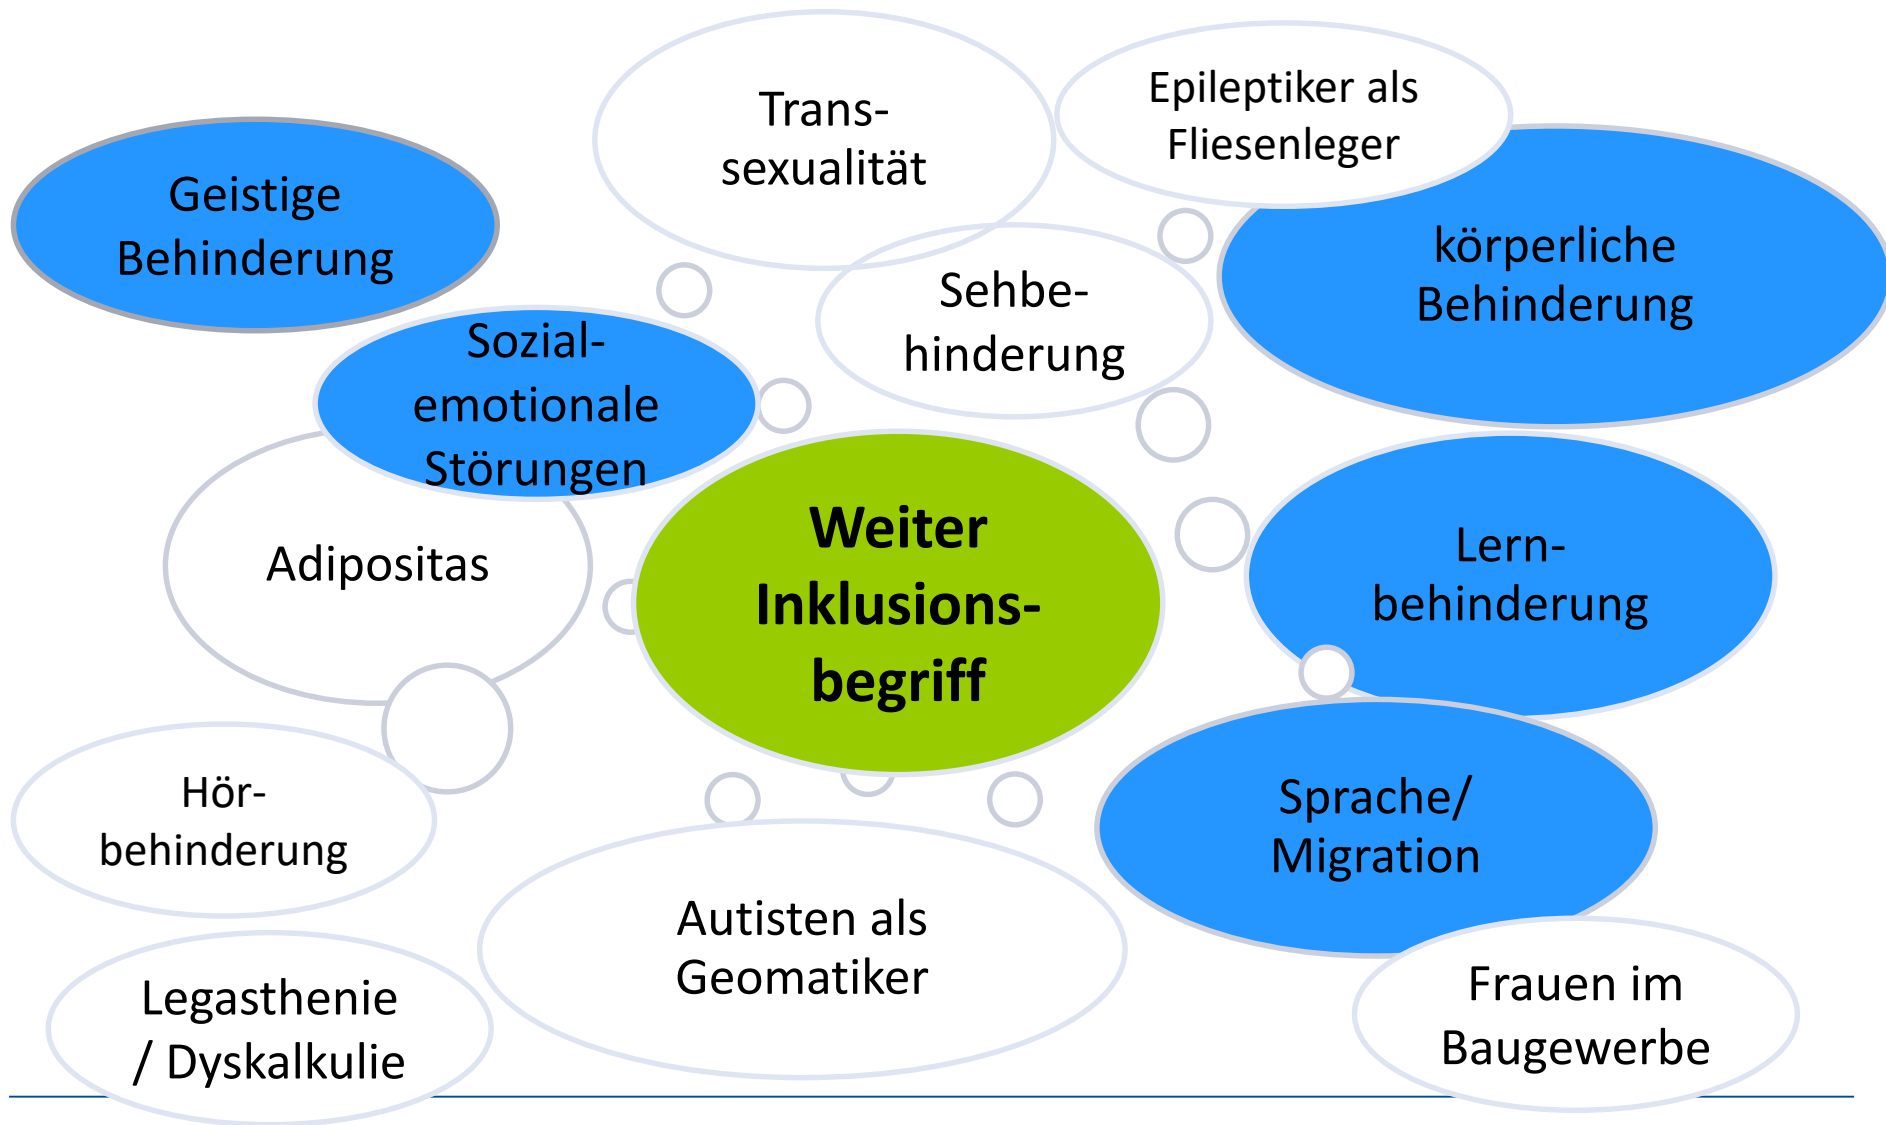 Trans-
sexualität
Epileptiker als
Fliesenleger
Geistige
Behinderung
körperliche
Behinderung
Sehbe-
hinderung
Sozial-
emotionale
Störungen
Adipositas
Weiter
Inklusions-
begriff
Lern-
behinderung
Hör-
behinderung
Sprache/
Migration
Autisten als
Geomatiker
Legasthenie
/ Dyskalkulie
Frauen im
Baugewerbe